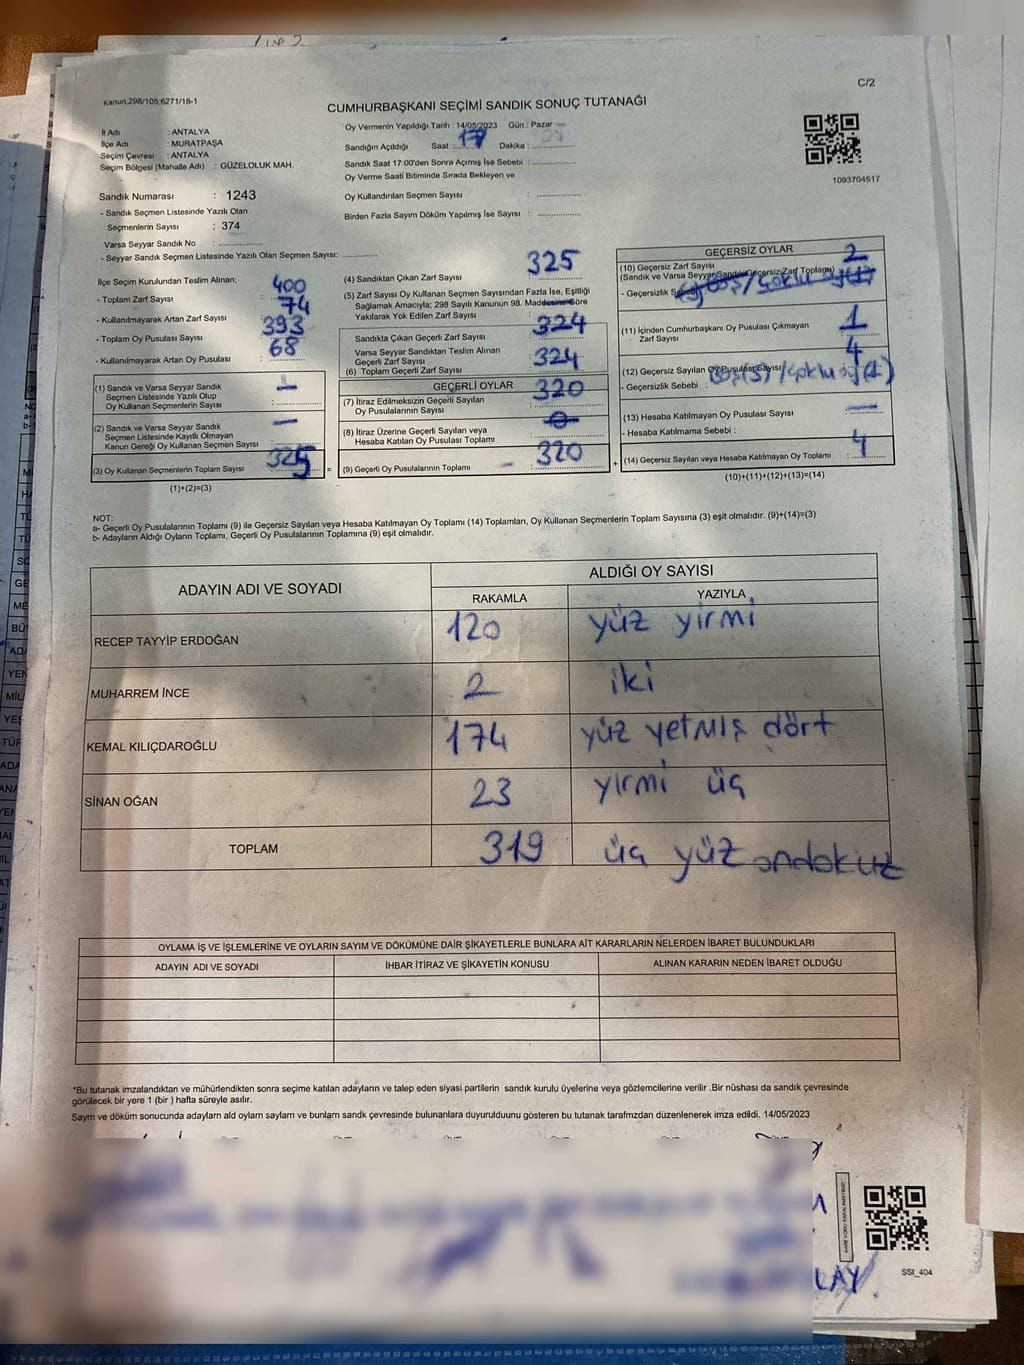 C/2
Kanun:298/105;6271/18-1
CUMHURBAŞKANI SEÇİMİ SANDIK SONUÇ TUTANAĞI
İl Adı : ANTALYA
İlçe Adı : MURATPAŞA
Seçim Çevresi : ANTALYA
Seçim Bölgesi (Mahalle Adı) : GÜZELOLUK MAH.
Oy Vermenin Yapıldığı Tarih : 14/05/2023 Gün : Pazar
Sandığın Açıldığı Saat : 17 Dakika :
Sandık Saat 17:00'den Sonra Açımış İse Sebebi :
Oy Verme Saati Bitiminde Sırada Bekleyen ve
Oy Kullandırılan Seçmen Sayısı :
Birden Fazla Sayım Döküm Yapılmış İse Sayısı :
1093704517
Sandık Numarası : 1243
- Sandık Seçmen Listesinde Yazılı Olan
Seçmenlerin Sayısı : 374
Varsa Seyyar Sandık No :
- Seyyar Sandık Seçmen Listesinde Yazılı Olan Seçmen Sayısı:
İlçe Seçim Kurulundan Teslim Alınan;
- Toplam Zarf Sayısı : 400
- Kullanılmayarak Artan Zarf Sayısı : 74
- Toplam Oy Pusulası Sayısı : 393
- Kullanılmayarak Artan Oy Pusulası : 68
(1) Sandık ve Varsa Seyyar Sandık
Seçmen Listesinde Yazılı Olup
Oy Kullanan Seçmenlerin Sayısı : —
(2) Sandık ve Varsa Seyyar Sandık
Seçmen Listesinde Kayıtlı Olmayan
Kanun Gereği Oy Kullanan Seçmen Sayısı : —
(3) Oy Kullanan Seçmenlerin Toplam Sayısı : 325
(1)+(2)=(3)
(4) Sandıktan Çıkan Zarf Sayısı : 325
(5) Zarf Sayısı Oy Kullanan Seçmen Sayısından Fazla İse, Eşitliği
Sağlamak Amacıyla; 298 Sayılı Kanunun 98. Maddesine Göre
Yakılarak Yok Edilen Zarf Sayısı :
Sandıkta Çıkan Geçerli Zarf Sayısı : 324
Varsa Seyyar Sandıktan Teslim Alınan
Geçerli Zarf Sayısı :
(6) Toplam Geçerli Zarf Sayısı : 324
GEÇERLİ OYLAR
(7) İtiraz Edilmeksizin Geçerli Sayılan
Oy Pusulalarının Sayısı : 320
(8) İtiraz Üzerine Geçerli Sayılan veya
Hesaba Katılan Oy Pusulası Toplamı : 0
= (9) Geçerli Oy Pusulalarının Toplamı : 320
GEÇERSİZ OYLAR
(10) Geçersiz Zarf Sayısı 2
(Sandık ve Varsa Seyyar Sandık Geçersiz Zarf Toplamı)
- Geçersizlik Sebebi
(11) İçinden Cumhurbaşkanı Oy Pusulası Çıkmayan
Zarf Sayısı : 1
(12) Geçersiz Sayılan Oy Pusulası Sayısı : 4
- Geçersizlik Sebebi :
(13) Hesaba Katılmayan Oy Pusulası Sayısı : —
- Hesaba Katılmama Sebebi :
+ (14) Geçersiz Sayılan veya Hesaba Katılmayan Oy Toplamı : 4
(10)+(11)+(12)+(13)=(14)
NOT:
a- Geçerli Oy Pusulalarının Toplamı (9) ile Geçersiz Sayılan veya Hesaba Katılmayan Oy Toplamı (14) Toplamları, Oy Kullanan Seçmenlerin Toplam Sayısına (3) eşit olmalıdır. (9)+(14)=(3)
b- Adayların Aldığı Oyların Toplamı, Geçerli Oy Pusulalarının Toplamına (9) eşit olmalıdır.
ADAYIN ADI VE SOYADI
ALDIĞI OY SAYISI
RAKAMLA YAZIYLA
RECEP TAYYİP ERDOĞAN 120 yüz yirmi
MUHARREM İNCE 2 iki
KEMAL KILIÇDAROĞLU 174 yüz yetmiş dört
SİNAN OĞAN 23 yirmi üç
TOPLAM 319 üç yüz ondokuz
OYLAMA İŞ VE İŞLEMLERİNE VE OYLARIN SAYIM VE DÖKÜMÜNE DAİR ŞİKAYETLERLE BUNLARA AİT KARARLARIN NELERDEN İBARET BULUNDUKLARI
ADAYIN ADI VE SOYADI İHBAR İTİRAZ VE ŞİKAYETİN KONUSU ALINAN KARARIN NEDEN İBARET OLDUĞU
*Bu tutanak imzalandıktan ve mühürlendikten sonra seçime katılan adayların ve talep eden siyasi partilerin sandık kurulu üyelerine veya gözlemcilerine verilir .Bir nüshası da sandık çevresinde
görülecek bir yere 1 (bir ) hafta süreyle asılır.
Sayım ve döküm sonucunda adayların ald oyların sayların ve bunların sandk çevresinde bulunanlara duyurulduunu gösteren bu tutanak tarafmzdan düzenlenerek imza edildi. 14/05/2023
LAY
SSI_404